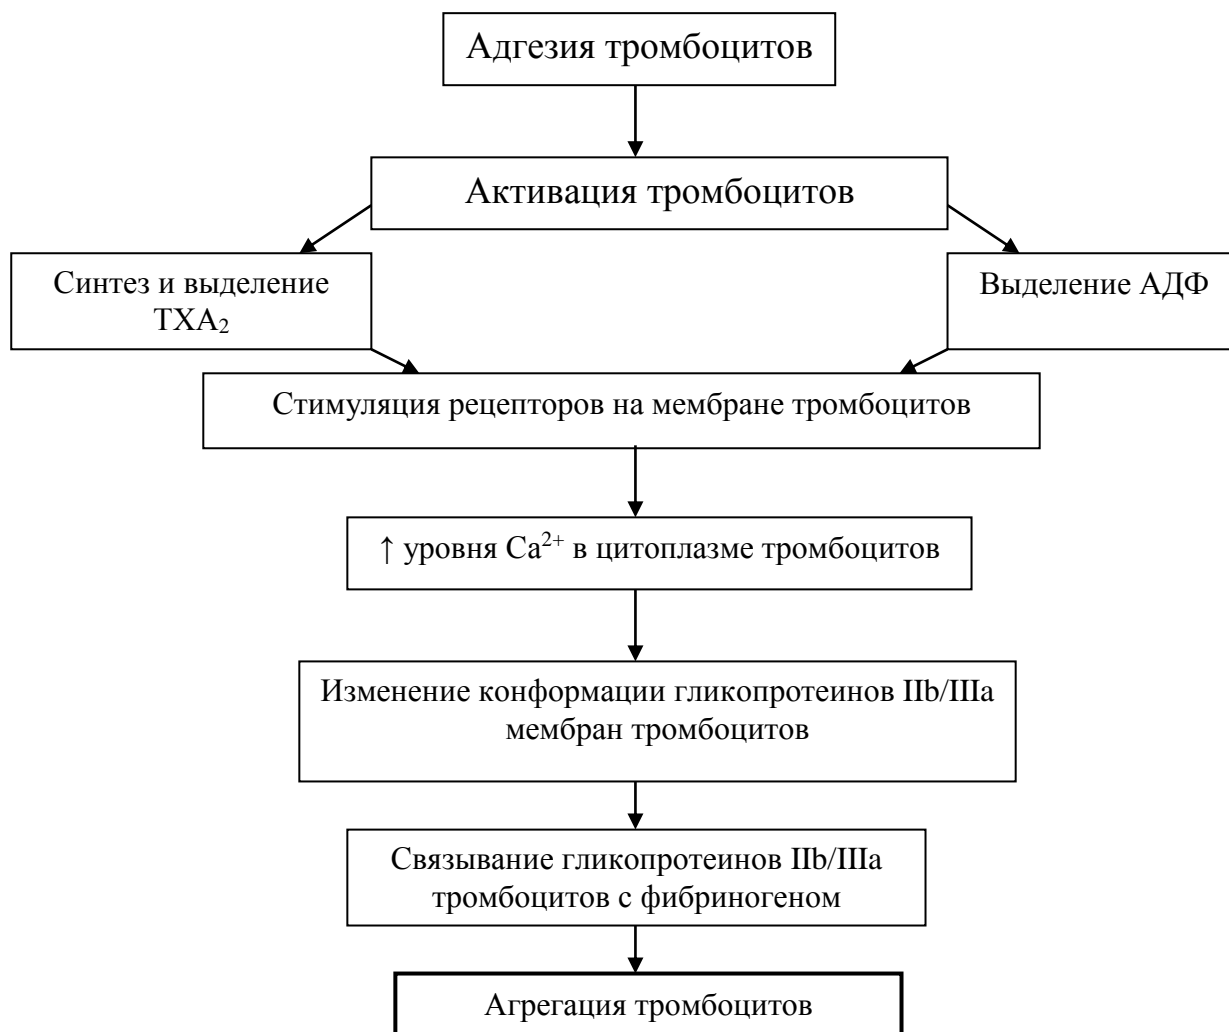 Адгезия тромбоцитов
Активация тромбоцитов
Синтез и выделение
ТХА₂
Выделение АДФ
Стимуляция рецепторов на мембране тромбоцитов
↑ уровня Ca²⁺ в цитоплазме тромбоцитов
Изменение конформации гликопротеинов IIb/IIIa
мембран тромбоцитов
Связывание гликопротеинов IIb/IIIa
тромбоцитов с фибриногеном
Агрегация тромбоцитов